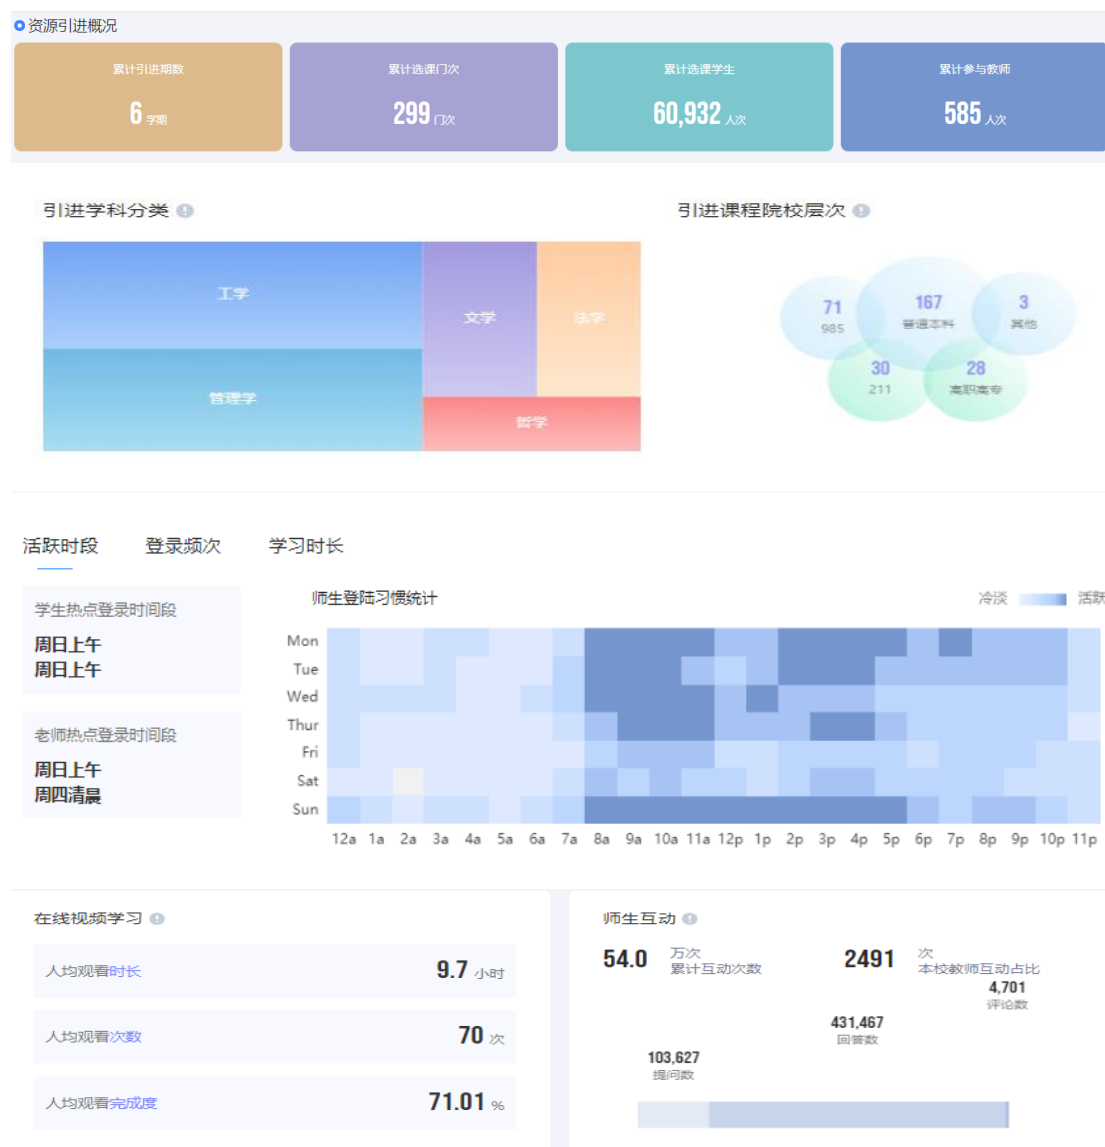 资源引进概况
累计引进期数
6 学期
累计选课门次
299 门次
累计选课学生
60,932 人次
累计参与教师
585 人次
引进学科分类
工学
管理学
文学
法学
哲学
引进课程院校层次
71
985
167
普通本科
3
其他
30
211
28
高职高专
活跃时段 登录频次 学习时长
学生热点登录时间段
周日上午
周日上午
老师热点登录时间段
周日上午
周四清晨
师生登陆习惯统计
冷淡 活跃
Mon
Tue
Wed
Thur
Fri
Sat
Sun
12a 1a 2a 3a 4a 5a 6a 7a 8a 9a 10a 11a 12p 1p 2p 3p 4p 5p 6p 7p 8p 9p 10p 11p
在线视频学习
人均观看时长 9.7 小时
人均观看次数 70 次
人均观看完成度 71.01 %
师生互动
54.0 万次
累计互动次数
2491 次
本校教师互动占比
4,701
评论数
431,467
回答数
103,627
提问数